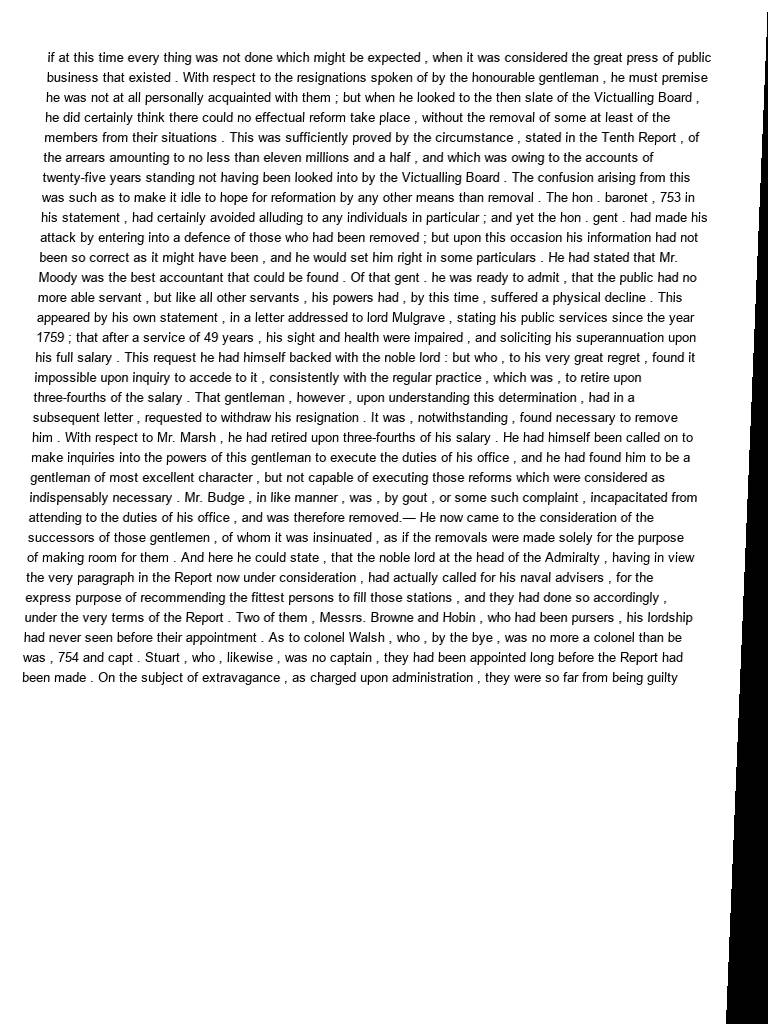 if at this time every thing was not done which might be expected , when it was considered the great press of public
business that existed . With respect to the resignations spoken of by the honourable gentleman , he must premise
he was not at all personally acquainted with them ; but when he looked to the then slate of the Victualling Board ,
he did certainly think there could no effectual reform take place , without the removal of some at least of the
members from their situations . This was sufficiently proved by the circumstance , stated in the Tenth Report , of
the arrears amounting to no less than eleven millions and a half , and which was owing to the accounts of
twenty-five years standing not having been looked into by the Victualling Board . The confusion arising from this
was such as to make it idle to hope for reformation by any other means than removal . The hon . baronet , 753 in
his statement , had certainly avoided alluding to any individuals in particular ; and yet the hon . gent . had made his
attack by entering into a defence of those who had been removed ; but upon this occasion his information had not
been so correct as it might have been , and he would set him right in some particulars . He had stated that Mr.
Moody was the best accountant that could be found . Of that gent . he was ready to admit , that the public had no
more able servant , but like all other servants , his powers had , by this time , suffered a physical decline . This
appeared by his own statement , in a letter addressed to lord Mulgrave , stating his public services since the year
1759 ; that after a service of 49 years , his sight and health were impaired , and soliciting his superannuation upon
his full salary . This request he had himself backed with the noble lord : but who , to his very great regret , found it
impossible upon inquiry to accede to it , consistently with the regular practice , which was , to retire upon
three-fourths of the salary . That gentleman , however , upon understanding this determination , had in a
subsequent letter , requested to withdraw his resignation . It was , notwithstanding , found necessary to remove
him . With respect to Mr. Marsh , he had retired upon three-fourths of his salary . He had himself been called on to
make inquiries into the powers of this gentleman to execute the duties of his office , and he had found him to be a
gentleman of most excellent character , but not capable of executing those reforms which were considered as
indispensably necessary . Mr. Budge , in like manner , was , by gout , or some such complaint , incapacitated from
attending to the duties of his office , and was therefore removed.— He now came to the consideration of the
successors of those gentlemen , of whom it was insinuated , as if the removals were made solely for the purpose
of making room for them . And here he could state , that the noble lord at the head of the Admiralty , having in view
the very paragraph in the Report now under consideration , had actually called for his naval advisers , for the
express purpose of recommending the fittest persons to fill those stations , and they had done so accordingly ,
under the very terms of the Report . Two of them , Messrs. Browne and Hobin , who had been pursers , his lordship
had never seen before their appointment . As to colonel Walsh , who , by the bye , was no more a colonel than be
was , 754 and capt . Stuart , who , likewise , was no captain , they had been appointed long before the Report had
been made . On the subject of extravagance , as charged upon administration , they were so far from being guilty